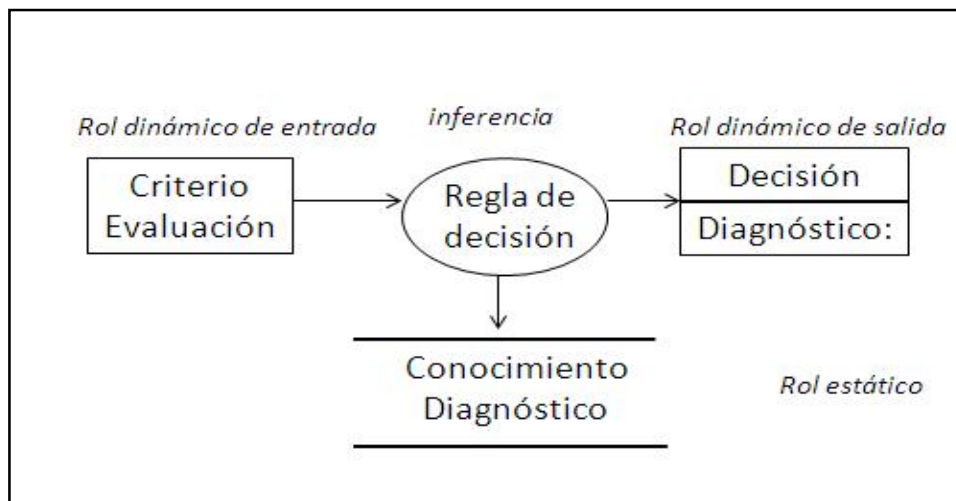 Rol dinámico de entrada
inferencia
Rol dinámico de salida
Criterio
Evaluación
Regla de
decisión
Decisión
Diagnóstico:
Conocimiento
Diagnóstico
Rol estático